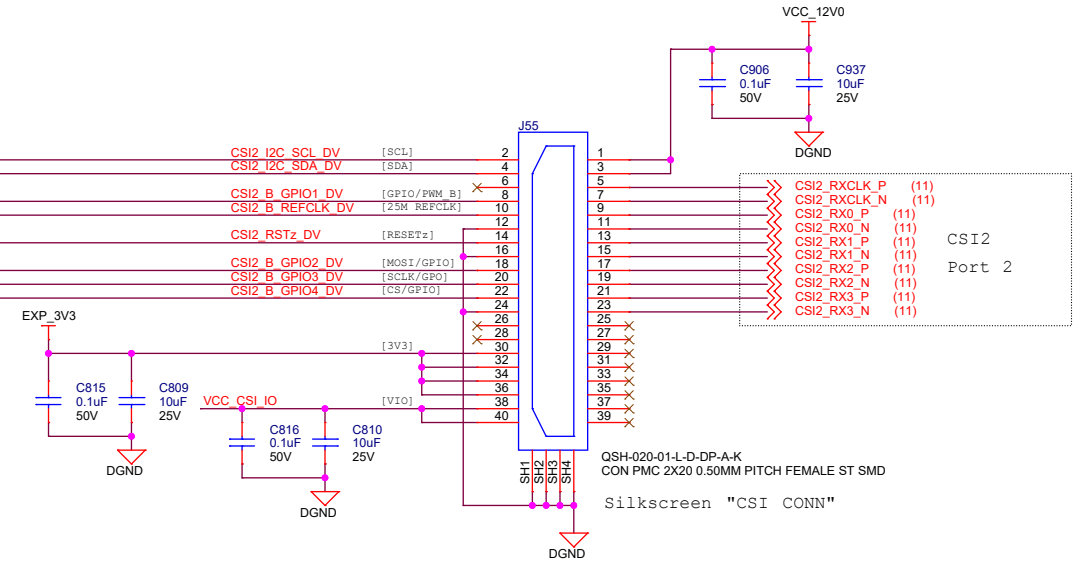 VCC_12V0
C906
0.1uF
50V
C937
10uF
25V
DGND
J55
CSI2_I2C_SCL_DV [SCL] 2 1
CSI2_I2C_SDA_DV [SDA] 4 3
6 5 CSI2_RXCLK_P (11)
CSI2_B_GPIO1_DV [GPIO/PWM_B] 8 7 CSI2_RXCLK_N (11)
CSI2_B_REFCLK_DV [25M REFCLK] 10 9 CSI2_RX0_P (11)
12 11 CSI2_RX0_N (11)
CSI2_RSTz_DV [RESETz] 14 13 CSI2_RX1_P (11)
16 15 CSI2_RX1_N (11)
CSI2_B_GPIO2_DV [MOSI/GPIO] 18 17 CSI2_RX2_P (11)
CSI2_B_GPIO3_DV [SCLK/GPO] 20 19 CSI2_RX2_N (11)
CSI2_B_GPIO4_DV [CS/GPIO] 22 21 CSI2_RX3_P (11)
24 23 CSI2_RX3_N (11)
CSI2
Port 2
26 25
28 27
EXP_3V3
[3V3] 30 29
32 31
34 33
36 35
VCC_CSI_IO [VIO] 38 37
40 39
C815
0.1uF
50V
C809
10uF
25V
DGND
C816
0.1uF
50V
C810
10uF
25V
DGND
SH1
SH2
SH3
SH4
QSH-020-01-L-D-DP-A-K
CON PMC 2X20 0.50MM PITCH FEMALE ST SMD
Silkscreen "CSI CONN"
DGND